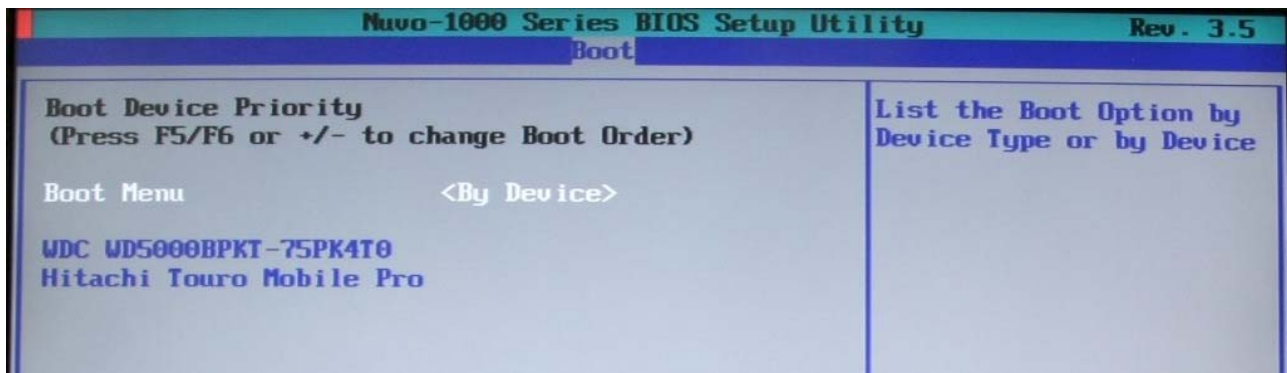 Nuvo-1000 Series BIOS Setup Utility Rev. 3.5
Boot
Boot Device Priority
(Press F5/F6 or +/- to change Boot Order)
Boot Menu <By Device>
WDC WD5000BPKT-75PK4T0
Hitachi Touro Mobile Pro
List the Boot Option by
Device Type or by Device